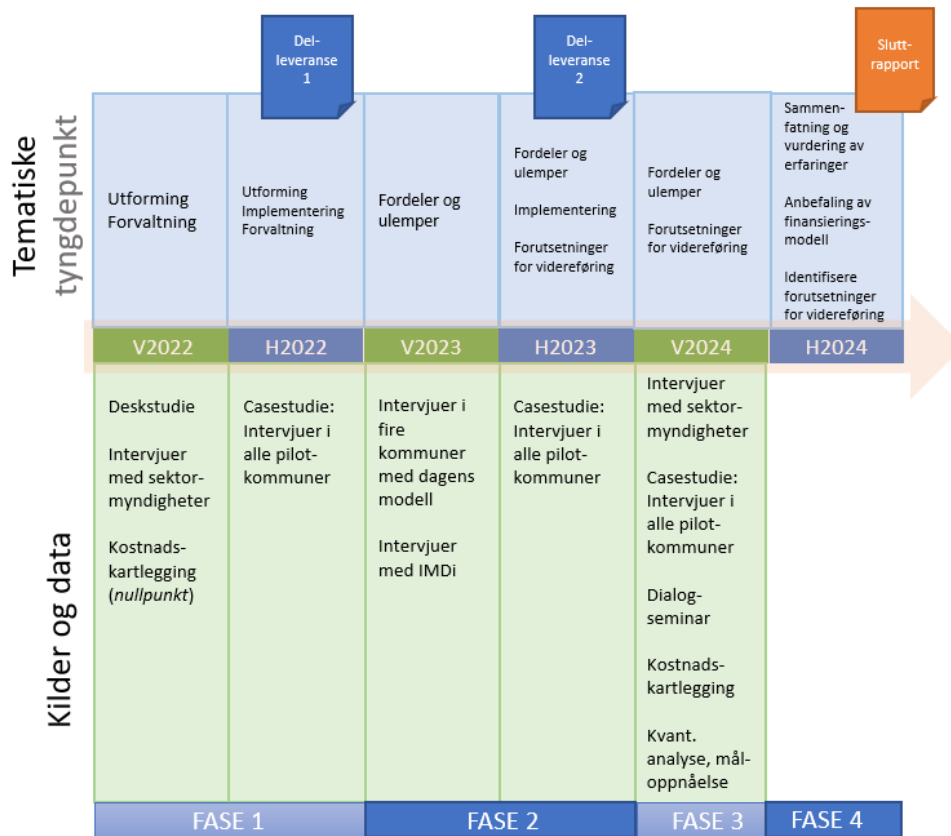 Del-
leveranse
1
Del-
leveranse
2
Slutt-
rapport
Tematiske
tyngdepunkt
Utforming
Forvaltning
Utforming
Implementering
Forvaltning
Fordeler og
ulemper
Fordeler og
ulemper
Implementering
Forutsetninger
for videreføring
Fordeler og
ulemper
Forutsetninger
for videreføring
Sammen-
fatning og
vurdering av
erfaringer
Anbefaling av
finansierings-
modell
Identifisere
forutsetninger
for videreføring
V2022
H2022
V2023
H2023
V2024
H2024
Kilder og data
Deskstudie
Intervjuer
med sektor-
myndigheter
Kostnads-
kartlegging
(nullpunkt)
Casestudie:
Intervjuer i
alle pilot-
kommuner
Intervjuer i
fire
kommuner
med dagens
modell
Intervjuer
med IMDi
Casestudie:
Intervjuer i
alle pilot-
kommuner
Intervjuer
med sektor-
myndigheter
Casestudie:
Intervjuer i
alle pilot-
kommuner
Dialog-
seminar
Kostnads-
kartlegging
Kvant.
analyse, mål-
oppnåelse
FASE 1
FASE 2
FASE 3
FASE 4